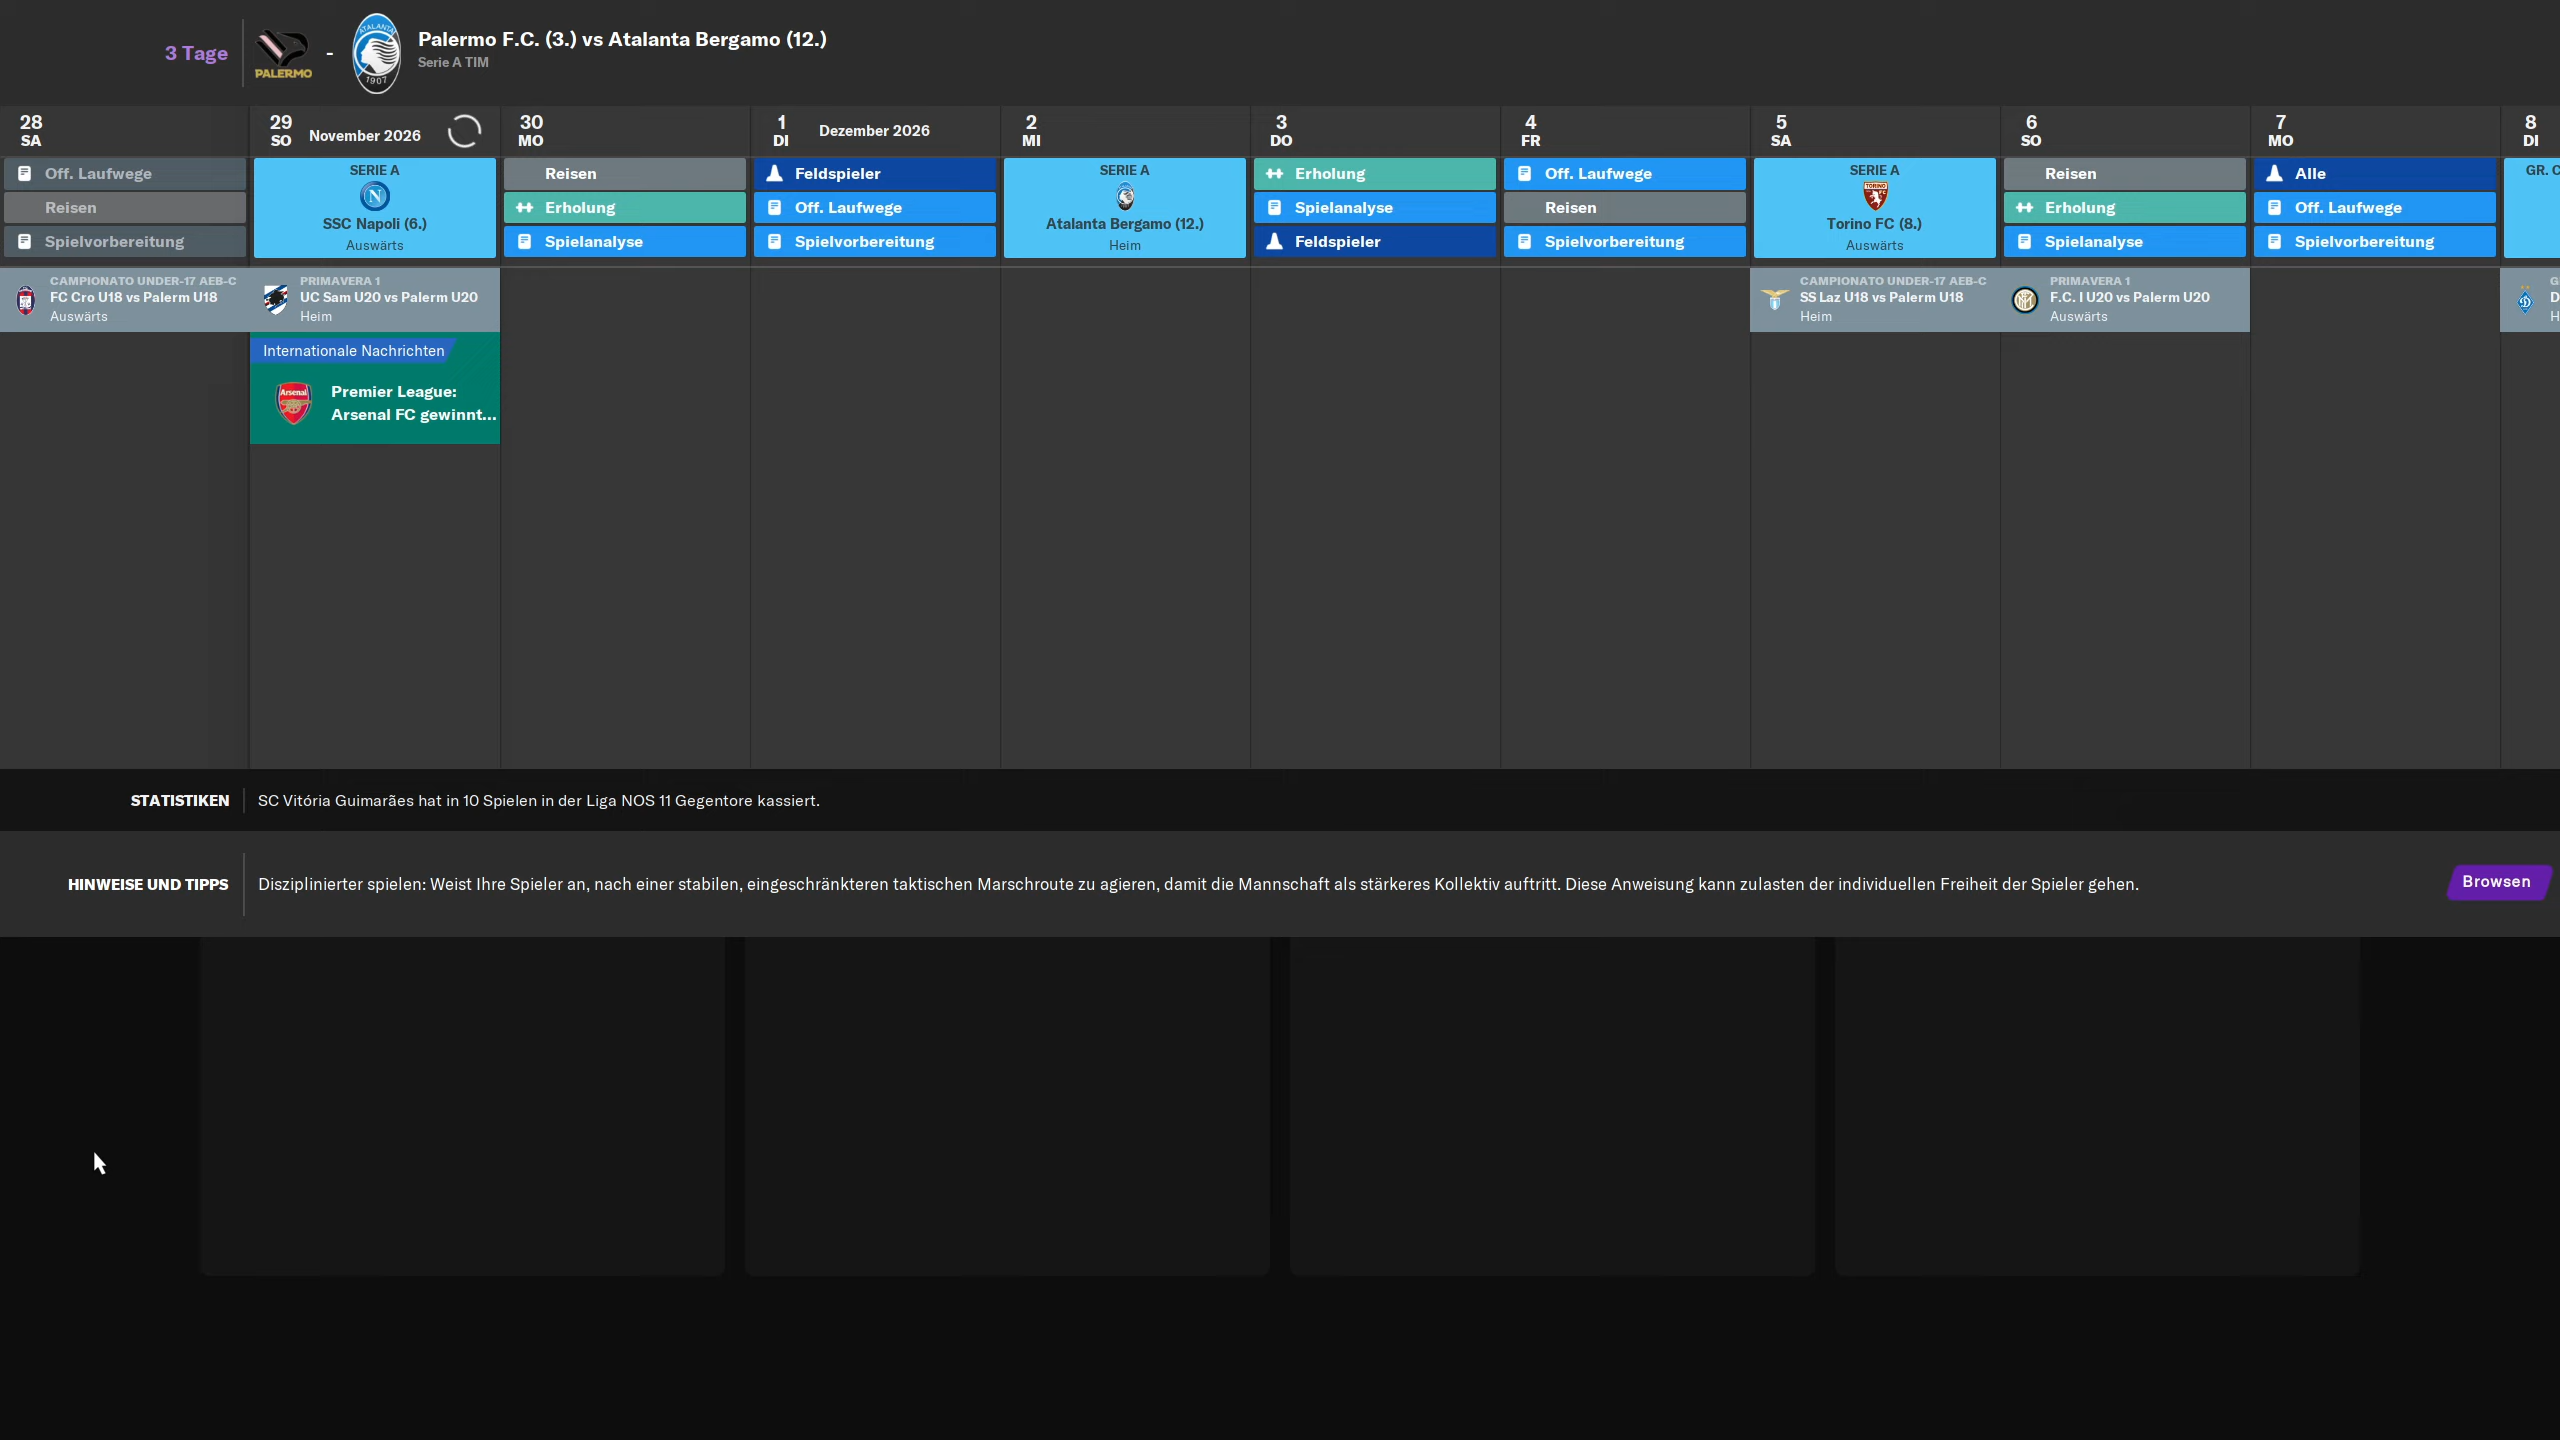 3 Tage
PALERMO
-
ATALANTA
1907
Palermo F.C. (3.) vs Atalanta Bergamo (12.)
Serie A TIM
28
SA
29
SO
November 2026
30
MO
1
DI
Dezember 2026
2
MI
3
DO
4
FR
5
SA
6
SO
7
MO
8
DI
Off. Laufwege
Reisen
Spielvorbereitung
SERIE A
SSC Napoli (6.)
Auswärts
Reisen
Erholung
Spielanalyse
Feldspieler
Off. Laufwege
Spielvorbereitung
SERIE A
Atalanta Bergamo (12.)
Heim
Erholung
Spielanalyse
Feldspieler
Off. Laufwege
Reisen
Spielvorbereitung
SERIE A
Torino FC (8.)
Auswärts
Reisen
Erholung
Spielanalyse
Alle
Off. Laufwege
Spielvorbereitung
GR. C
CAMPIONATO UNDER-17 AEB-C
FC Cro U18 vs Palerm U18
Auswärts
PRIMAVERA 1
UC Sam U20 vs Palerm U20
Heim
CAMPIONATO UNDER-17 AEB-C
SS Laz U18 vs Palerm U18
Heim
PRIMAVERA 1
F.C. I U20 vs Palerm U20
Auswärts
G
D
H
Internationale Nachrichten
Arsenal
Premier League:
Arsenal FC gewinnt...
STATISTIKEN
SC Vitória Guimarães hat in 10 Spielen in der Liga NOS 11 Gegentore kassiert.
HINWEISE UND TIPPS
Disziplinierter spielen: Weist Ihre Spieler an, nach einer stabilen, eingeschränkteren taktischen Marschroute zu agieren, damit die Mannschaft als stärkeres Kollektiv auftritt. Diese Anweisung kann zulasten der individuellen Freiheit der Spieler gehen.
Browsen